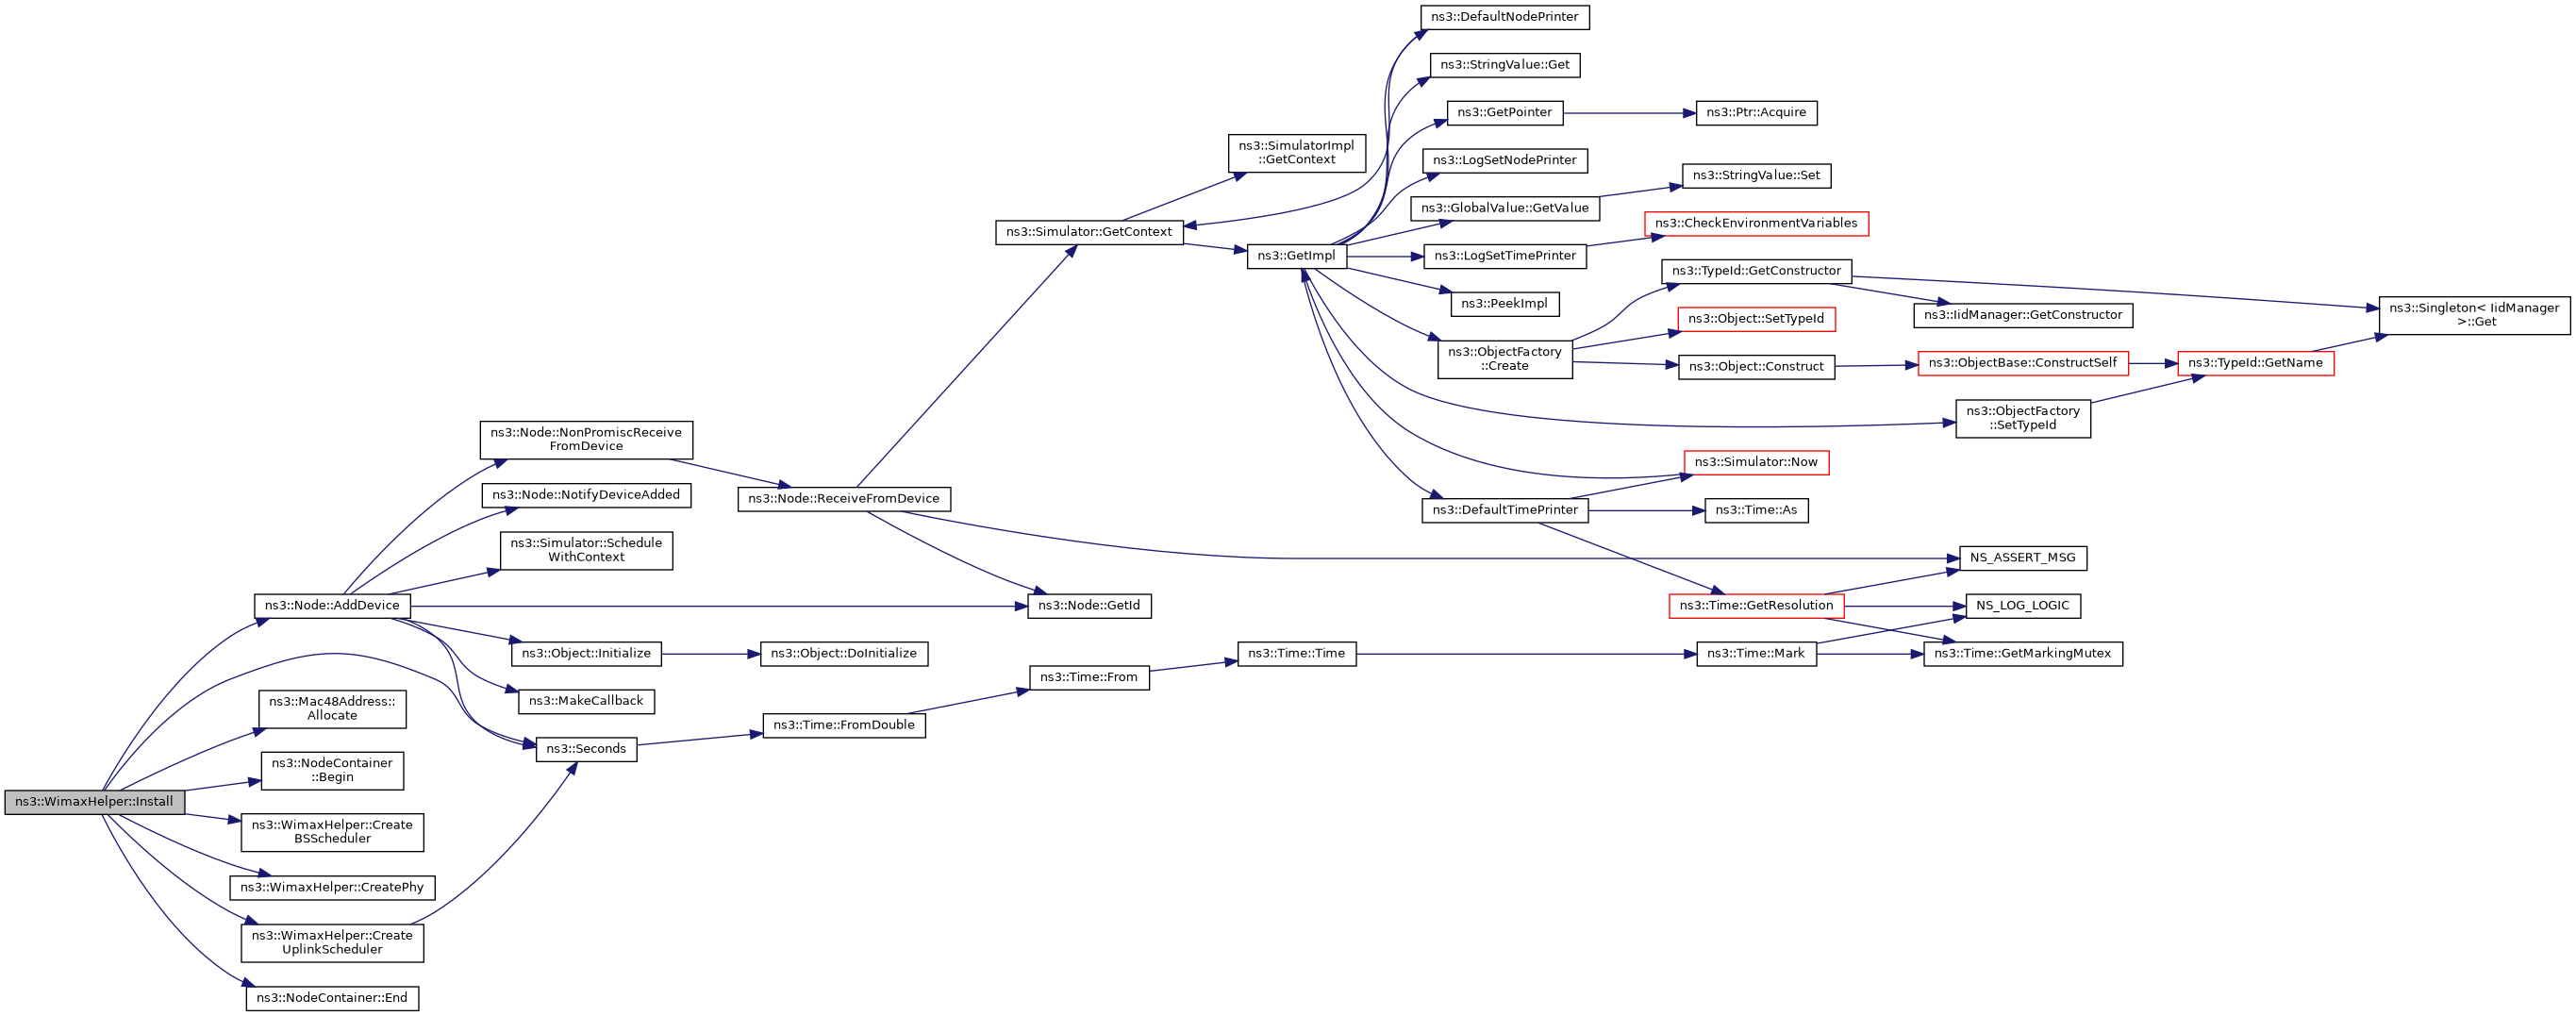 ns3::DefaultNodePrinter
ns3::StringValue::Get
ns3::GetPointer
ns3::Ptr::Acquire
ns3::SimulatorImpl
::GetContext
ns3::LogSetNodePrinter
ns3::StringValue::Set
ns3::GlobalValue::GetValue
ns3::CheckEnvironmentVariables
ns3::Simulator::GetContext
ns3::GetImpl
ns3::LogSetTimePrinter
ns3::TypeId::GetConstructor
ns3::PeekImpl
ns3::IidManager::GetConstructor
ns3::Singleton< IidManager
>::Get
ns3::Object::SetTypeId
ns3::ObjectFactory
::Create
ns3::Object::Construct
ns3::ObjectBase::ConstructSelf
ns3::TypeId::GetName
ns3::ObjectFactory
::SetTypeId
ns3::Node::NonPromiscReceive
FromDevice
ns3::Simulator::Now
ns3::Node::NotifyDeviceAdded
ns3::Node::ReceiveFromDevice
ns3::DefaultTimePrinter
ns3::Time::As
ns3::Simulator::Schedule
WithContext
NS_ASSERT_MSG
ns3::Node::AddDevice
ns3::Node::GetId
ns3::Time::GetResolution
NS_LOG_LOGIC
ns3::Object::Initialize
ns3::Object::DoInitialize
ns3::Time::Time
ns3::Time::Mark
ns3::Time::GetMarkingMutex
ns3::Time::From
ns3::MakeCallback
ns3::Mac48Address::
Allocate
ns3::Time::FromDouble
ns3::Seconds
ns3::NodeContainer
::Begin
ns3::WimaxHelper::Install
ns3::WimaxHelper::Create
BSScheduler
ns3::WimaxHelper::CreatePhy
ns3::WimaxHelper::Create
UplinkScheduler
ns3::NodeContainer::End